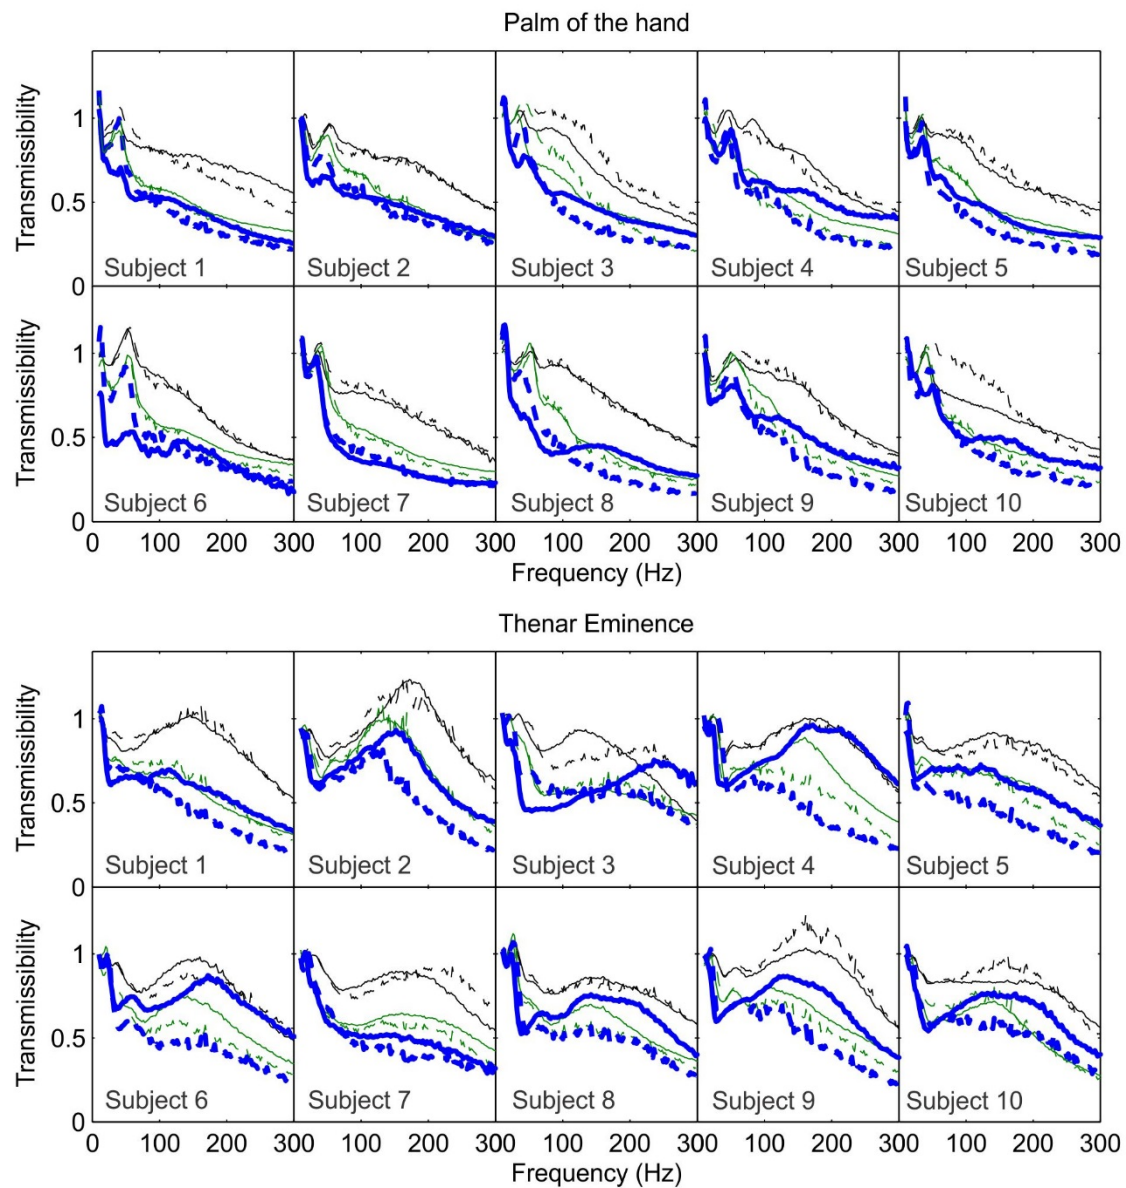 Palm of the hand
Transmissibility
1
0.5
0
Subject 1
Subject 2
Subject 3
Subject 4
Subject 5
Transmissibility
1
0.5
0
Subject 6
Subject 7
Subject 8
Subject 9
Subject 10
0 100 200 300 100 200 300 100 200 300 100 200 300 100 200 300
Frequency (Hz)
Thenar Eminence
Transmissibility
1
0.5
0
Subject 1
Subject 2
Subject 3
Subject 4
Subject 5
Transmissibility
1
0.5
0
Subject 6
Subject 7
Subject 8
Subject 9
Subject 10
0 100 200 300 100 200 300 100 200 300 100 200 300 100 200 300
Frequency (Hz)